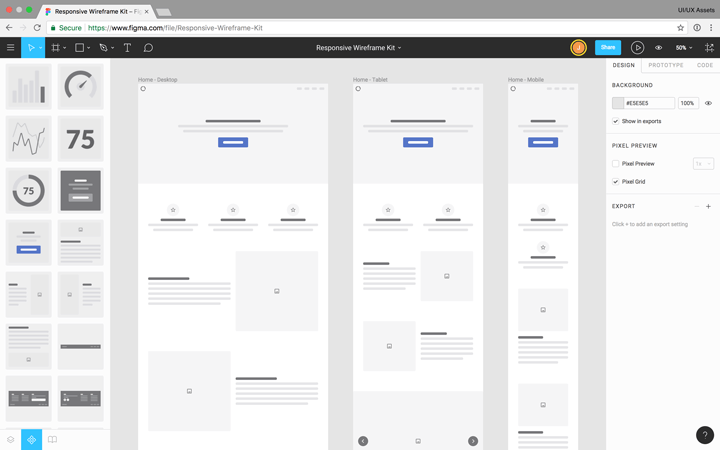 Responsive Wireframe Kit – Fig
UI/UX Assets
Secure
https://www.figma.com/file/Responsive-Wireframe-Kit
T
Responsive Wireframe Kit
J
Share
50%
DESIGN
PROTOTYPE
CODE
BACKGROUND
#E5E5E5
100%
Show in exports
PIXEL PREVIEW
Pixel Preview
1x
Pixel Grid
EXPORT
Click + to add an export setting
Home - Desktop
Home - Tablet
Home - Mobile
75
75
?